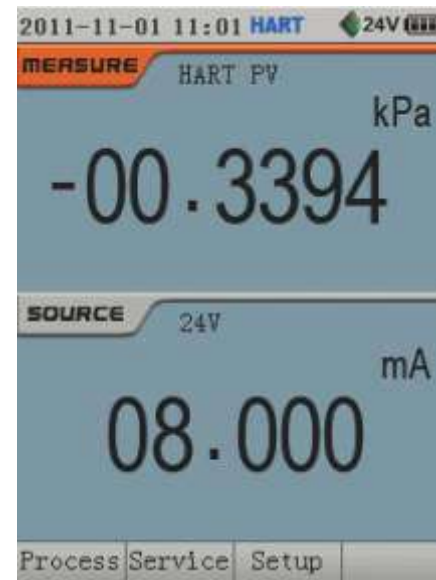 2011-11-01 11:01 HART 24V
MEASURE
HART PV
kPa
-00.3394
SOURCE
24V
mA
08.000
Process Service Setup